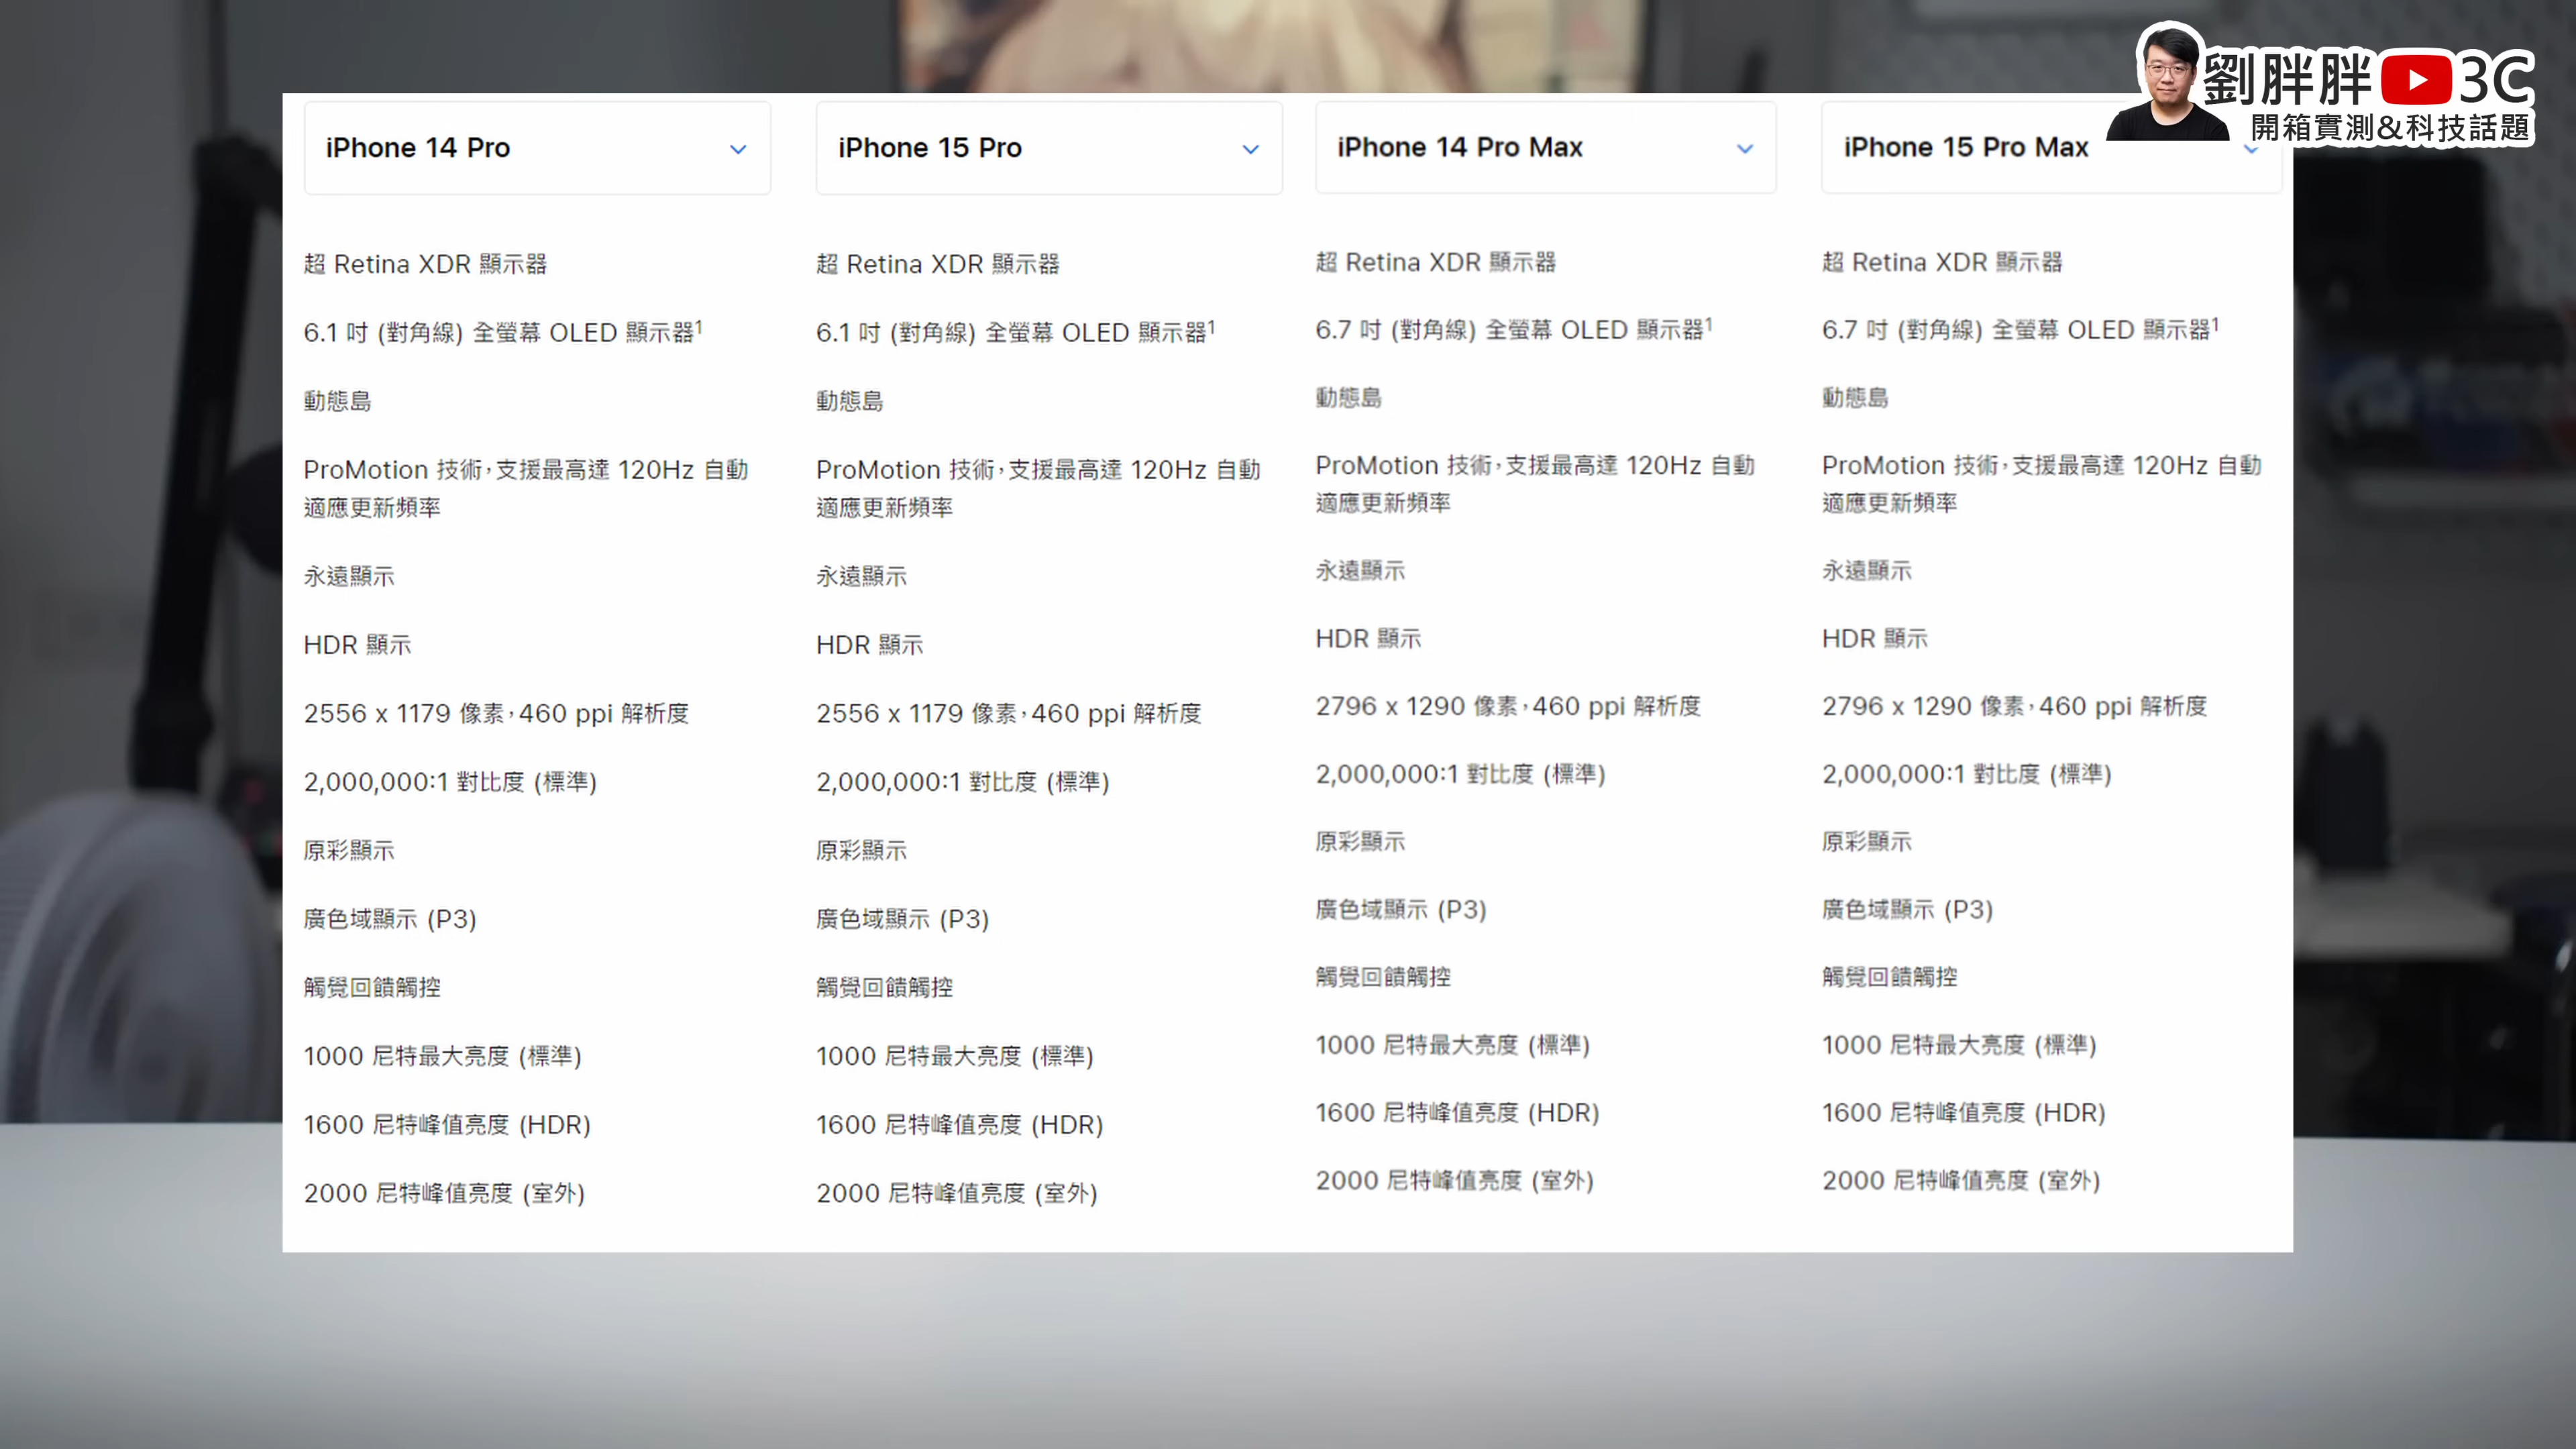 劉胖胖 3C
開箱實測&科技話題
iPhone 14 Pro
超 Retina XDR 顯示器
6.1 吋 (對角線) 全螢幕 OLED 顯示器¹
動態島
ProMotion 技術，支援最高達 120Hz 自動
適應更新頻率
永遠顯示
HDR 顯示
2556 x 1179 像素，460 ppi 解析度
2,000,000:1 對比度 (標準)
原彩顯示
廣色域顯示 (P3)
觸覺回饋觸控
1000 尼特最大亮度 (標準)
1600 尼特峰值亮度 (HDR)
2000 尼特峰值亮度 (室外)
iPhone 15 Pro
超 Retina XDR 顯示器
6.1 吋 (對角線) 全螢幕 OLED 顯示器¹
動態島
ProMotion 技術，支援最高達 120Hz 自動
適應更新頻率
永遠顯示
HDR 顯示
2556 x 1179 像素，460 ppi 解析度
2,000,000:1 對比度 (標準)
原彩顯示
廣色域顯示 (P3)
觸覺回饋觸控
1000 尼特最大亮度 (標準)
1600 尼特峰值亮度 (HDR)
2000 尼特峰值亮度 (室外)
iPhone 14 Pro Max
超 Retina XDR 顯示器
6.7 吋 (對角線) 全螢幕 OLED 顯示器¹
動態島
ProMotion 技術，支援最高達 120Hz 自動
適應更新頻率
永遠顯示
HDR 顯示
2796 x 1290 像素，460 ppi 解析度
2,000,000:1 對比度 (標準)
原彩顯示
廣色域顯示 (P3)
觸覺回饋觸控
1000 尼特最大亮度 (標準)
1600 尼特峰值亮度 (HDR)
2000 尼特峰值亮度 (室外)
iPhone 15 Pro Max
超 Retina XDR 顯示器
6.7 吋 (對角線) 全螢幕 OLED 顯示器¹
動態島
ProMotion 技術，支援最高達 120Hz 自動
適應更新頻率
永遠顯示
HDR 顯示
2796 x 1290 像素，460 ppi 解析度
2,000,000:1 對比度 (標準)
原彩顯示
廣色域顯示 (P3)
觸覺回饋觸控
1000 尼特最大亮度 (標準)
1600 尼特峰值亮度 (HDR)
2000 尼特峰值亮度 (室外)